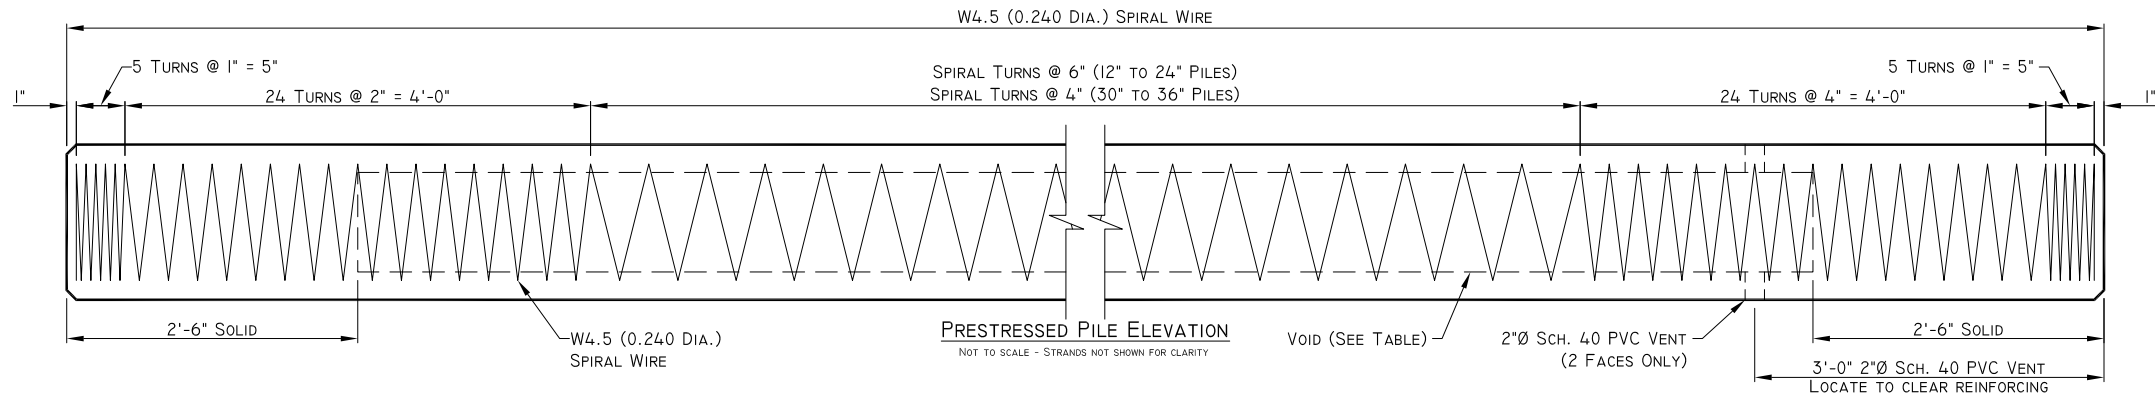 W4.5 (0.240 Dia.) Spiral Wire
5 Turns @ 1" = 5"
Spiral Turns @ 6" (12" to 24" Piles)
5 Turns @ 1" = 5"
1"
24 Turns @ 2" = 4'-0"
Spiral Turns @ 4" (30" to 36" Piles)
24 Turns @ 4" = 4'-0"
1"
2'-6" Solid
W4.5 (0.240 Dia.)
Spiral Wire
Prestressed Pile Elevation
Not to scale - Strands not shown for clarity
Void (See Table)
2"Ø Sch. 40 PVC Vent
(2 Faces Only)
2'-6" Solid
3'-0" 2"Ø Sch. 40 PVC Vent
Locate to clear reinforcing